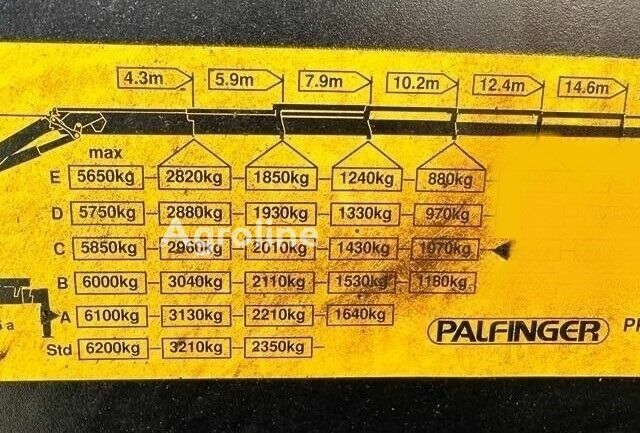 4.3m 5.9m 7.9m 10.2m 12.4m 14.6m
max
E 5650kg 2820kg 1850kg 1240kg 880kg
D 5750kg 2880kg 1930kg 1330kg 970kg
C 5850kg 2960kg 2010kg 1430kg 1070kg
Agroline
B 6000kg 3040kg 2110kg 1530kg 1180kg
A 6100kg 3130kg 2210kg 1640kg
PALFINGER
Std 6200kg 3210kg 2350kg